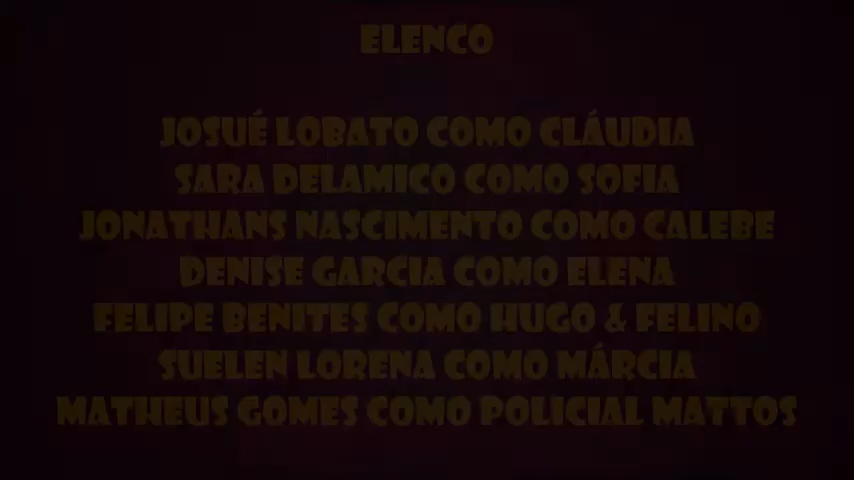 ELENCO
JOSUÉ LOBATO COMO CLÁUDIA
SARA DELAMICO COMO SOFIA
JONATHANS NASCIMENTO COMO CALEBE
DENISE GARCIA COMO ELENA
FELIPE BENITES COMO HUGO & FELINO
SUELEN LORENA COMO MÁRCIA
MATHEUS GOMES COMO POLICIAL MATTOS